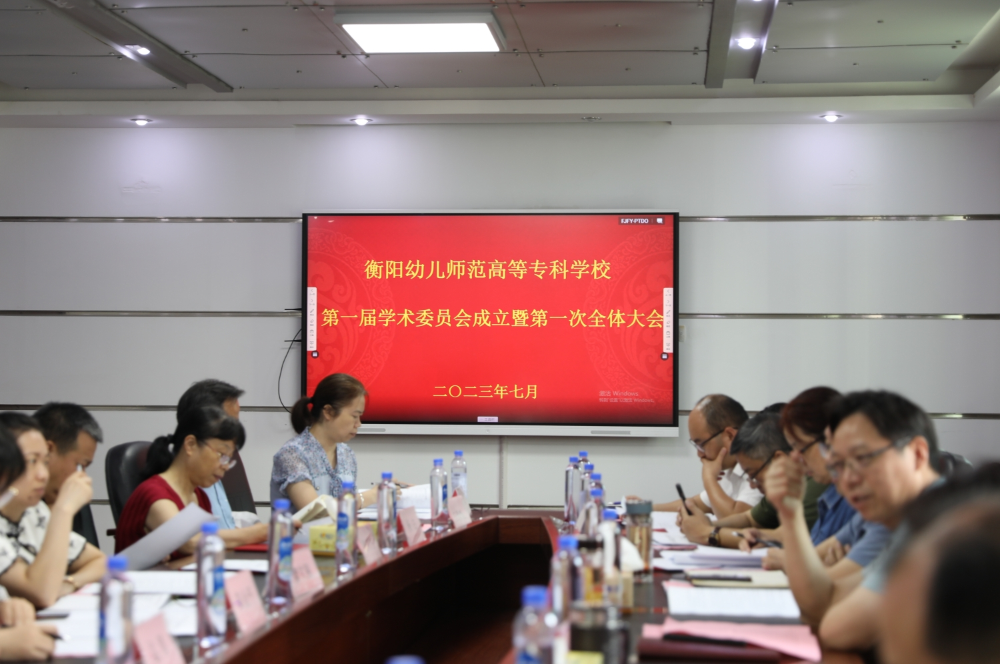 FJFY-PTDO
衡阳幼儿师范高等专科学校
第一届学术委员会成立暨第一次全体大会
二〇二三年七月
激活 Windows